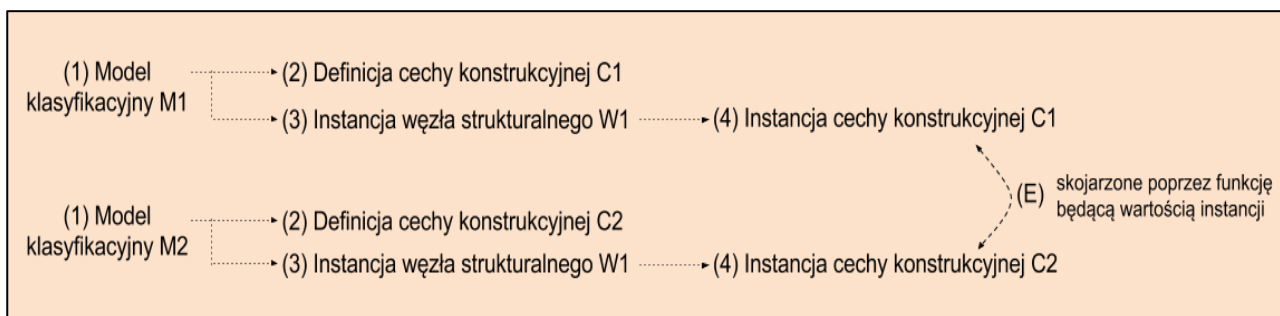 (1) Model
klasyfikacyjny M1
(2) Definicja cechy konstrukcyjnej C1
(3) Instancja węzła strukturalnego W1
(4) Instancja cechy konstrukcyjnej C1
(E) skojarzone poprzez funkcję
będącą wartością instancji
(1) Model
klasyfikacyjny M2
(2) Definicja cechy konstrukcyjnej C2
(3) Instancja węzła strukturalnego W1
(4) Instancja cechy konstrukcyjnej C2